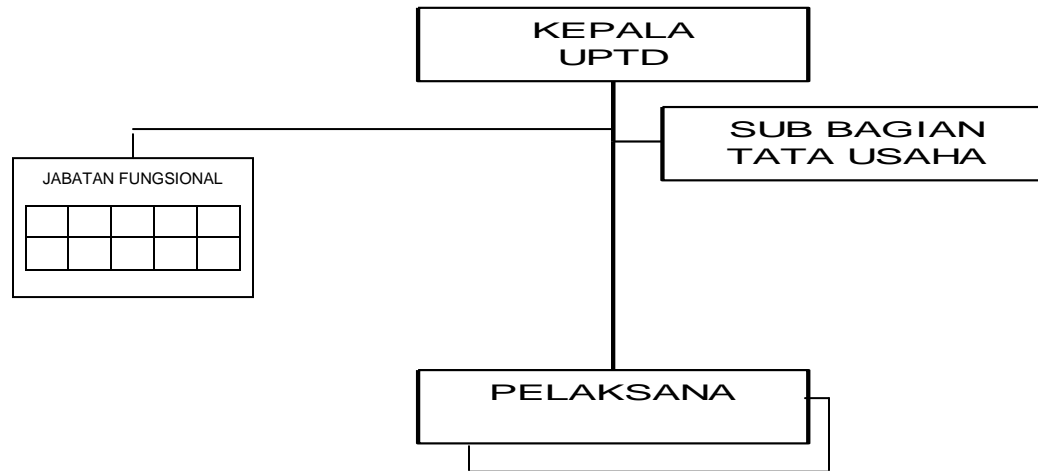 KEPALA
UPTD
SUB BAGIAN
TATA USAHA
JABATAN FUNGSIONAL
PELAKSANA